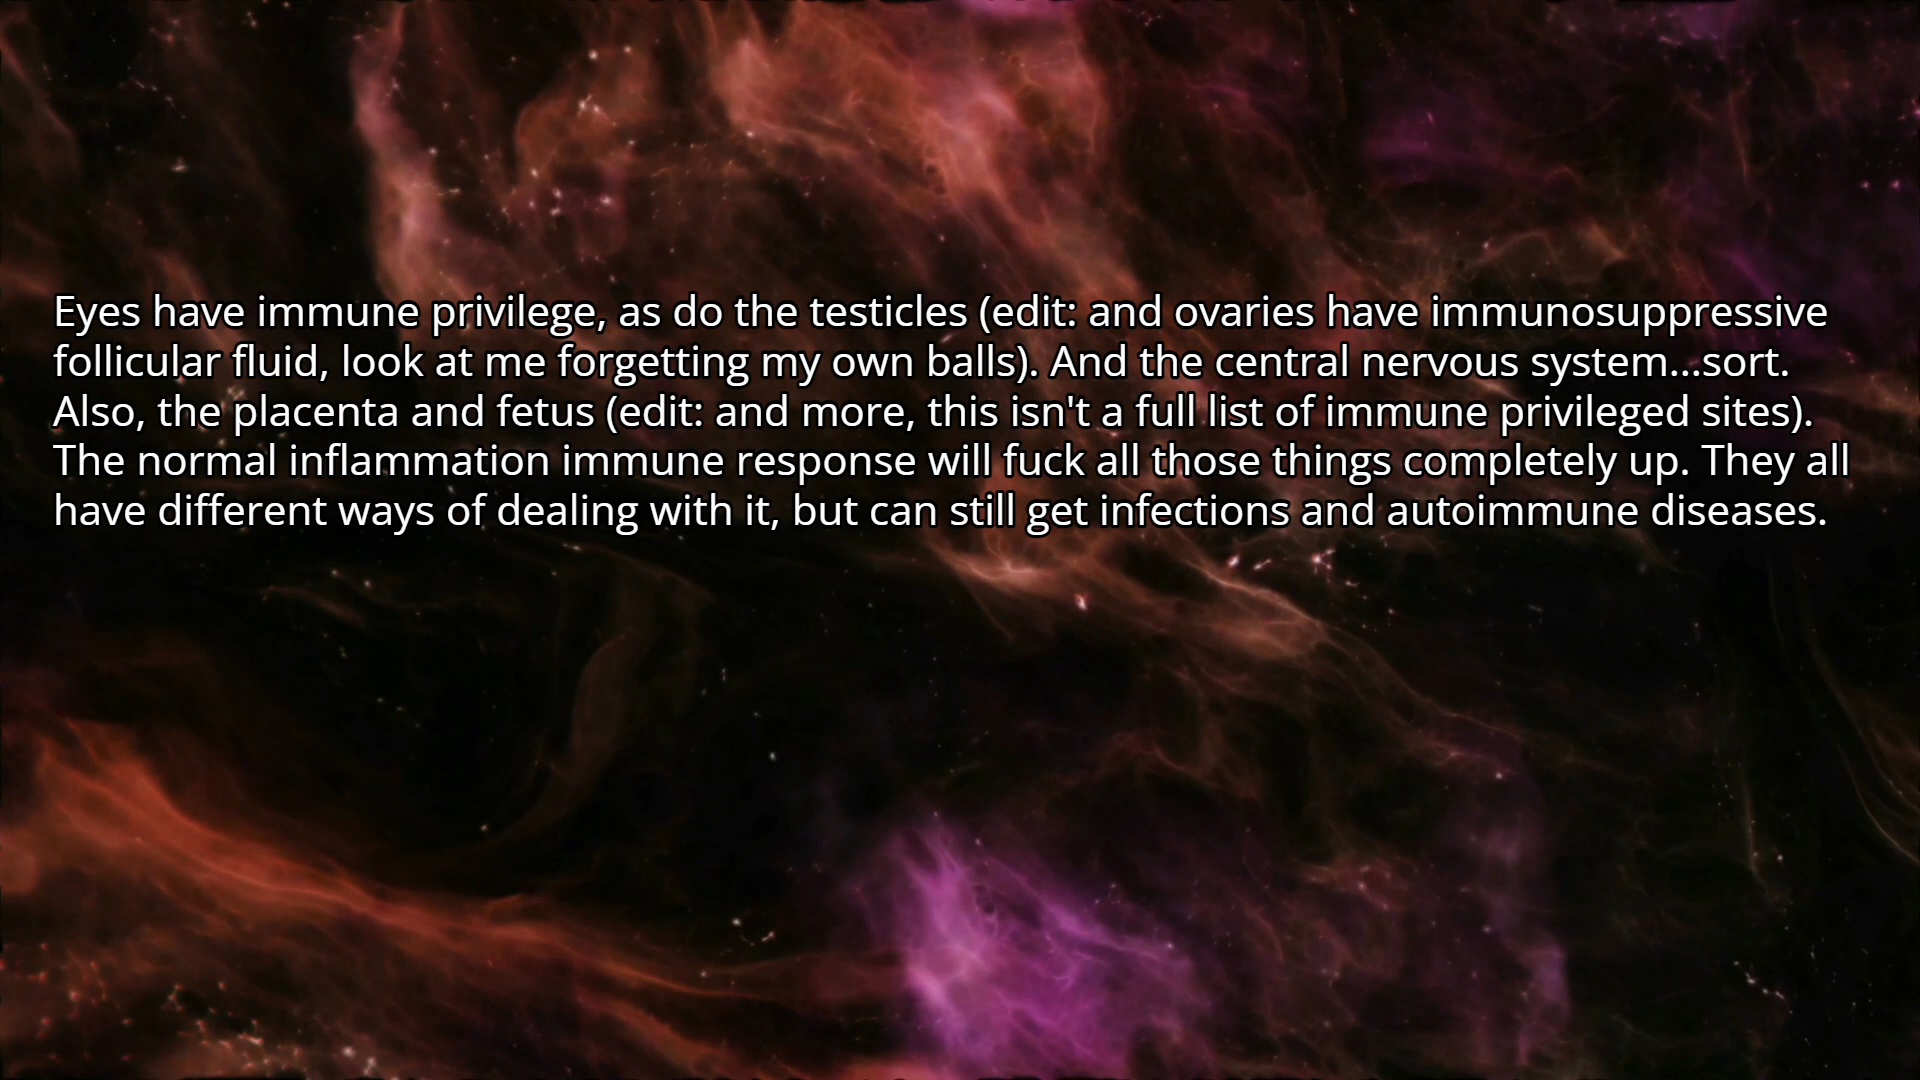 Eyes have immune privilege, as do the testicles (edit: and ovaries have immunosuppressive
follicular fluid, look at me forgetting my own balls). And the central nervous system...sort.
Also, the placenta and fetus (edit: and more, this isn't a full list of immune privileged sites).
The normal inflammation immune response will fuck all those things completely up. They all
have different ways of dealing with it, but can still get infections and autoimmune diseases.